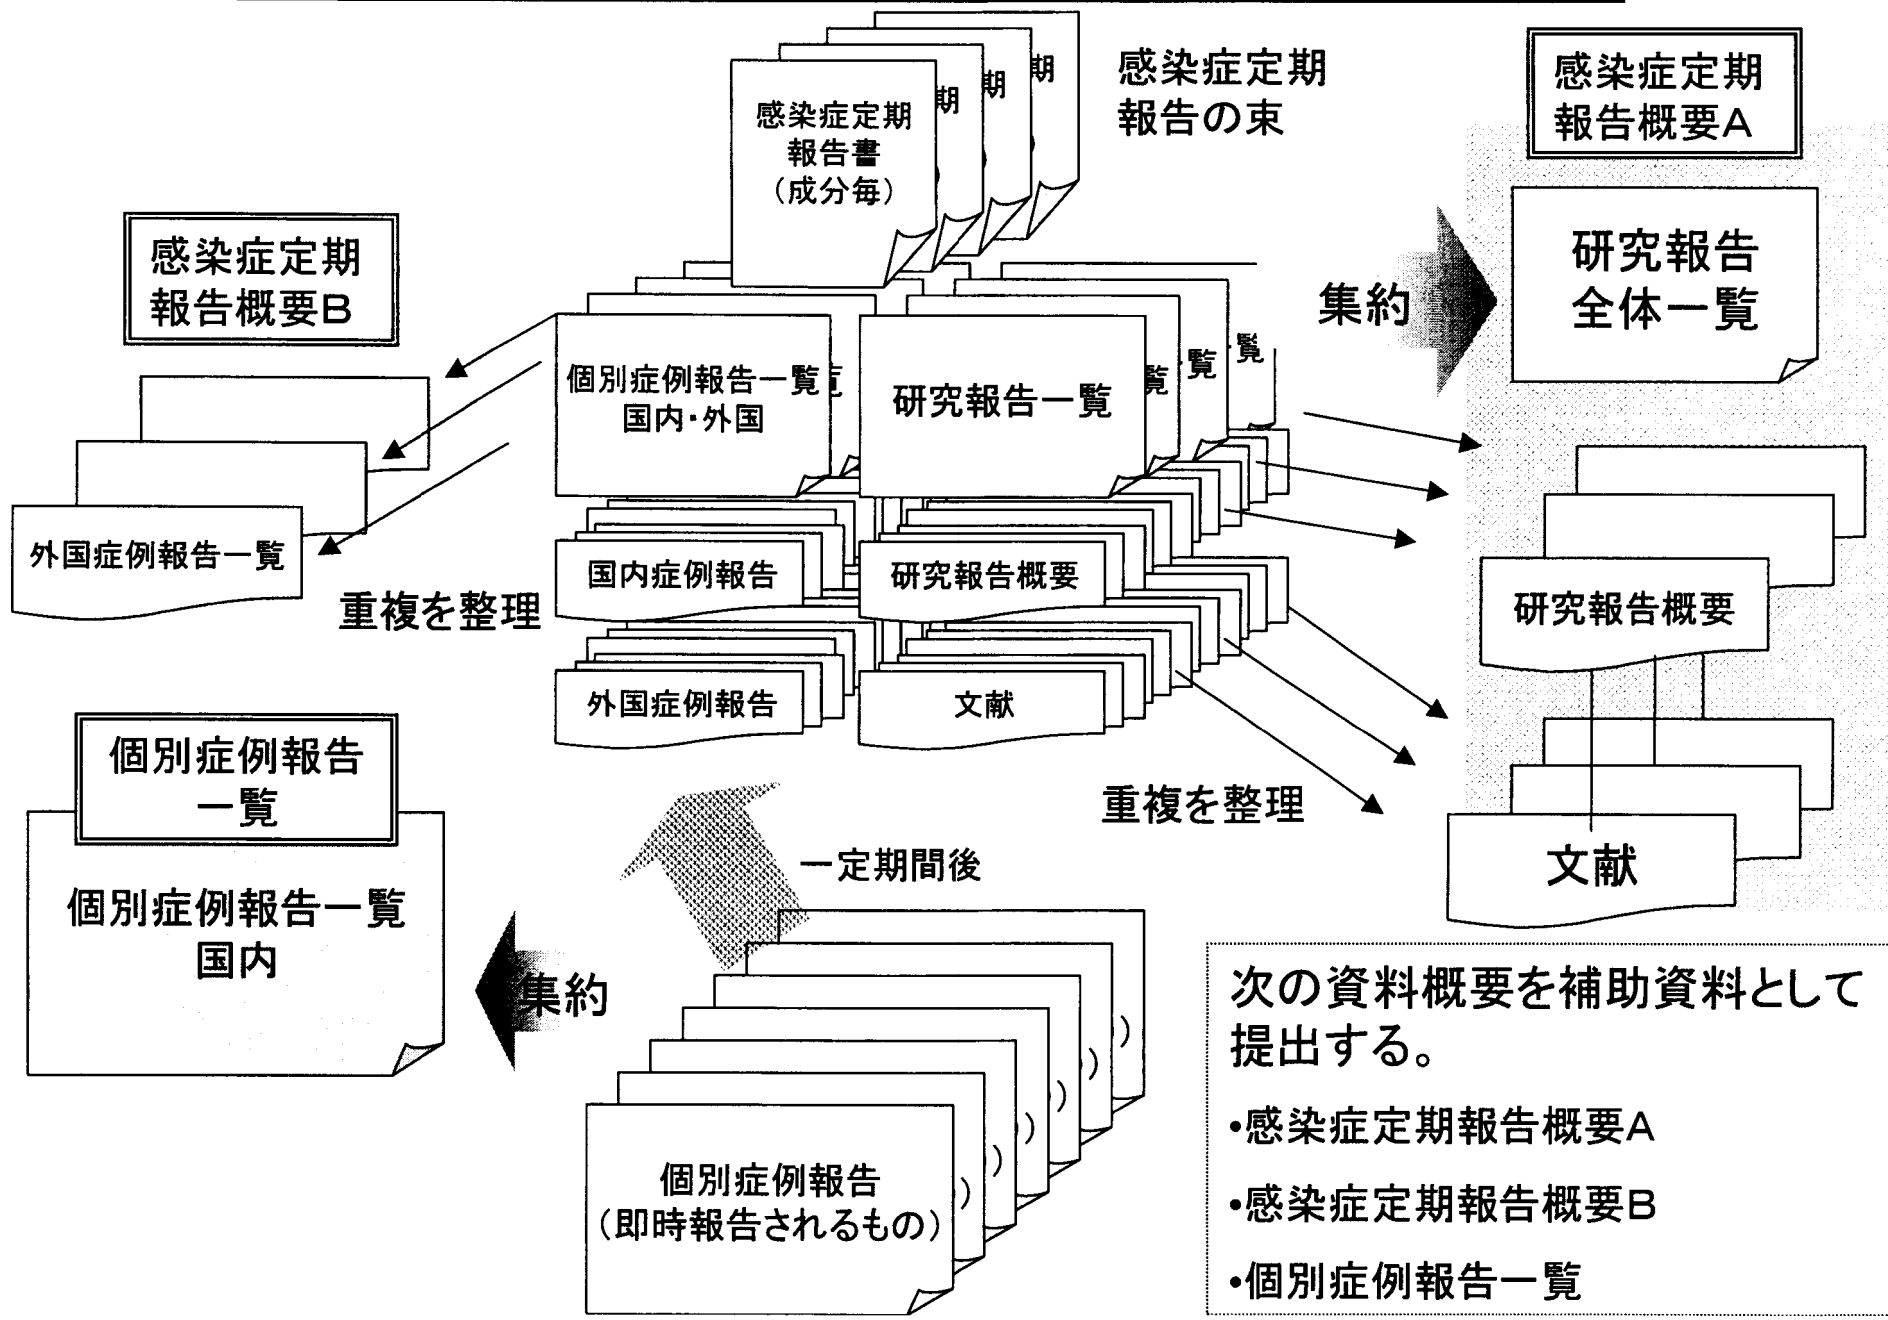 感染症定期
報告書
(成分毎)
期
期
期
感染症定期
報告の束
感染症定期
報告概要A
研究報告
全体一覧
集約
感染症定期
報告概要B
個別症例報告一覧
国内・外国
研究報告一覧
覧
覧
覧
外国症例報告一覧
重複を整理
国内症例報告
研究報告概要
外国症例報告
文献
研究報告概要
重複を整理
文献
個別症例報告
一覧
個別症例報告一覧
国内
集約
一定期間後
個別症例報告
(即時報告されるもの)
)
)
)
)
)
)
次の資料概要を補助資料として
提出する。
•感染症定期報告概要A
•感染症定期報告概要B
•個別症例報告一覧